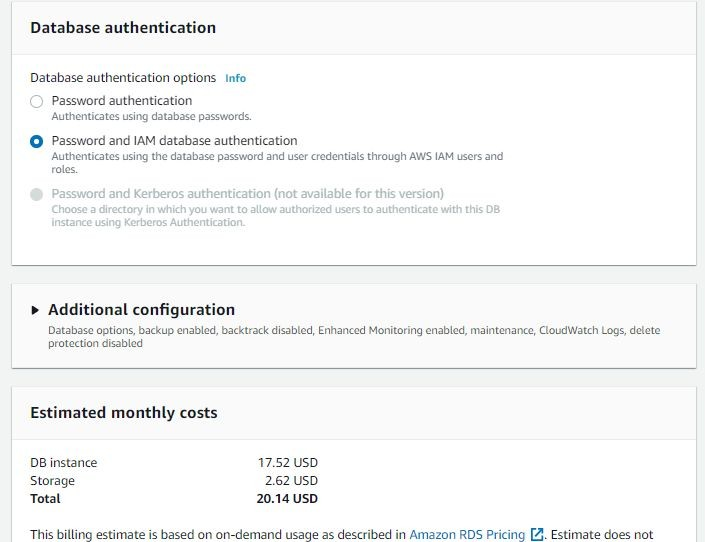 Database authentication
Database authentication options Info
Password authentication
Authenticates using database passwords.
Password and IAM database authentication
Authenticates using the database password and user credentials through AWS IAM users and
roles.
Password and Kerberos authentication (not available for this version)
Choose a directory in which you want to allow authorized users to authenticate with this DB
instance using Kerberos Authentication.
Additional configuration
Database options, backup enabled, backtrack disabled, Enhanced Monitoring enabled, maintenance, CloudWatch Logs, delete
protection disabled
Estimated monthly costs
DB instance 17.52 USD
Storage 2.62 USD
Total 20.14 USD
This billing estimate is based on on-demand usage as described in Amazon RDS Pricing. Estimate does not